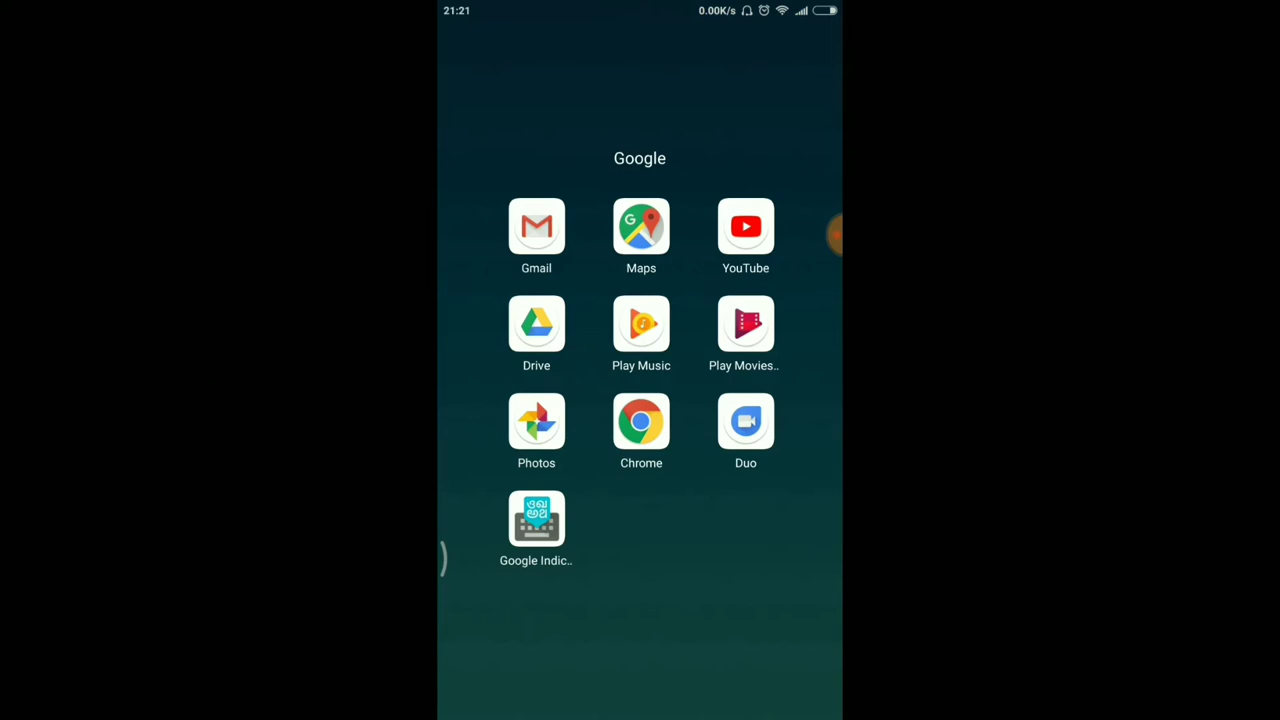 21:21 0.00K/s
Google
Gmail Maps YouTube
Drive Play Music Play Movies..
Photos Chrome Duo
Google Indic..